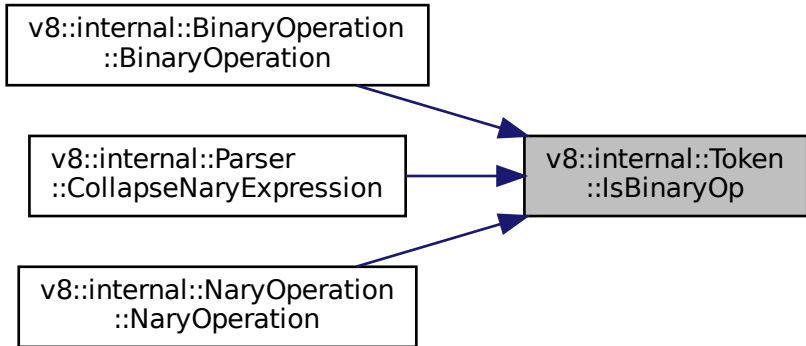 v8::internal::BinaryOperation
::BinaryOperation
v8::internal::Parser
::CollapseNaryExpression
v8::internal::Token
::IsBinaryOp
v8::internal::NaryOperation
::NaryOperation